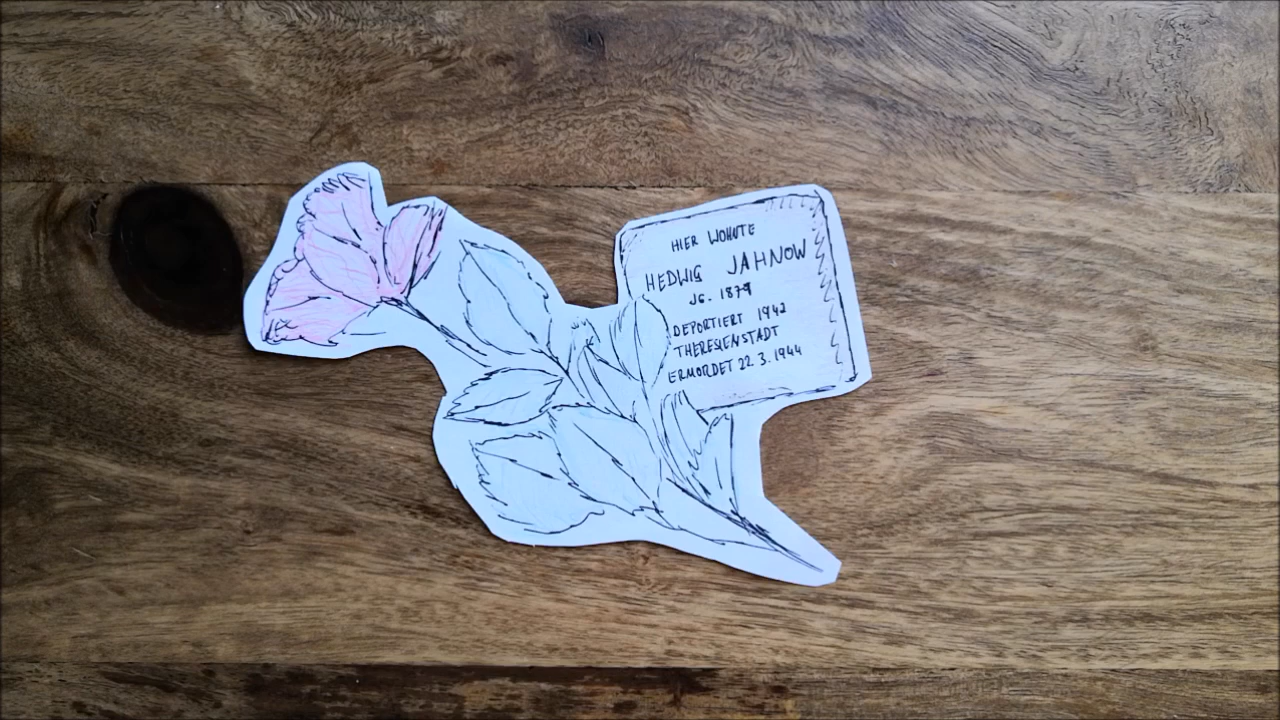 HIER WOHNTE
HEDWIG JAHNOW
JG. 1879
DEPORTIERT 1942
THERESIENSTADT
ERMORDET 22.3.1944